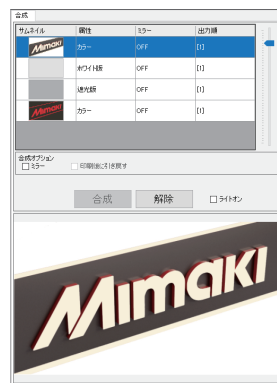 合成
サムネイル 属性 ミラー 出力順
Mimaki カラー OFF [1]
ホワイト版 OFF [1]
遮光版 OFF [1]
Mimaki カラー OFF [1]
合成オプション
ミラー 印刷後に引き戻す
合成 解除 ライトオン
Mimaki